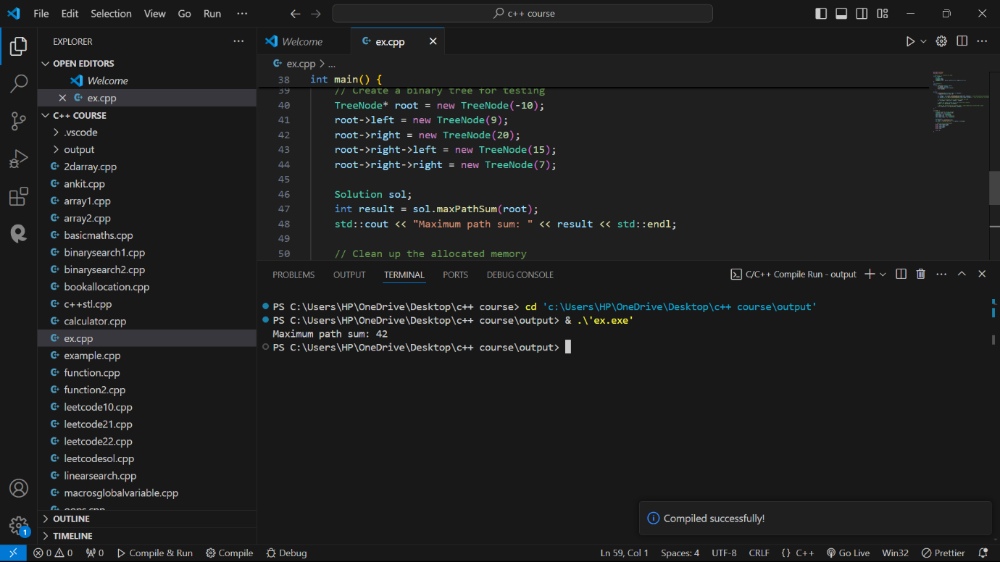 File Edit Selection View Go Run ···
c++ course
EXPLORER
OPEN EDITORS
Welcome
ex.cpp
C++ COURSE
.vscode
output
2darray.cpp
ankit.cpp
array1.cpp
array2.cpp
basicmaths.cpp
binarysearch1.cpp
binarysearch2.cpp
bookallocation.cpp
c++stl.cpp
calculator.cpp
ex.cpp
example.cpp
function.cpp
function2.cpp
leetcode10.cpp
leetcode21.cpp
leetcode22.cpp
leetcodesol.cpp
linearsearch.cpp
macrosglobalvariable.cpp
oops.cpp
OUTLINE
TIMELINE
Welcome ex.cpp
ex.cpp > ...
38 int main() {
39 // Create a binary tree for testing
40 TreeNode* root = new TreeNode(-10);
41 root->left = new TreeNode(9);
42 root->right = new TreeNode(20);
43 root->right->left = new TreeNode(15);
44 root->right->right = new TreeNode(7);
45
46 Solution sol;
47 int result = sol.maxPathSum(root);
48 std::cout << "Maximum path sum: " << result << std::endl;
49
50 // Clean up the allocated memory
PROBLEMS OUTPUT TERMINAL PORTS DEBUG CONSOLE C/C++ Compile Run - output
PS C:\Users\HP\OneDrive\Desktop\c++ course> cd 'c:\Users\HP\OneDrive\Desktop\c++ course\output'
PS C:\Users\HP\OneDrive\Desktop\c++ course\output> & .\'ex.exe'
Maximum path sum: 42
PS C:\Users\HP\OneDrive\Desktop\c++ course\output>
Compiled successfully!
1
0 0 0 Compile & Run Compile Debug Ln 59, Col 1 Spaces: 4 UTF-8 CRLF {} C++ Go Live Win32 Prettier